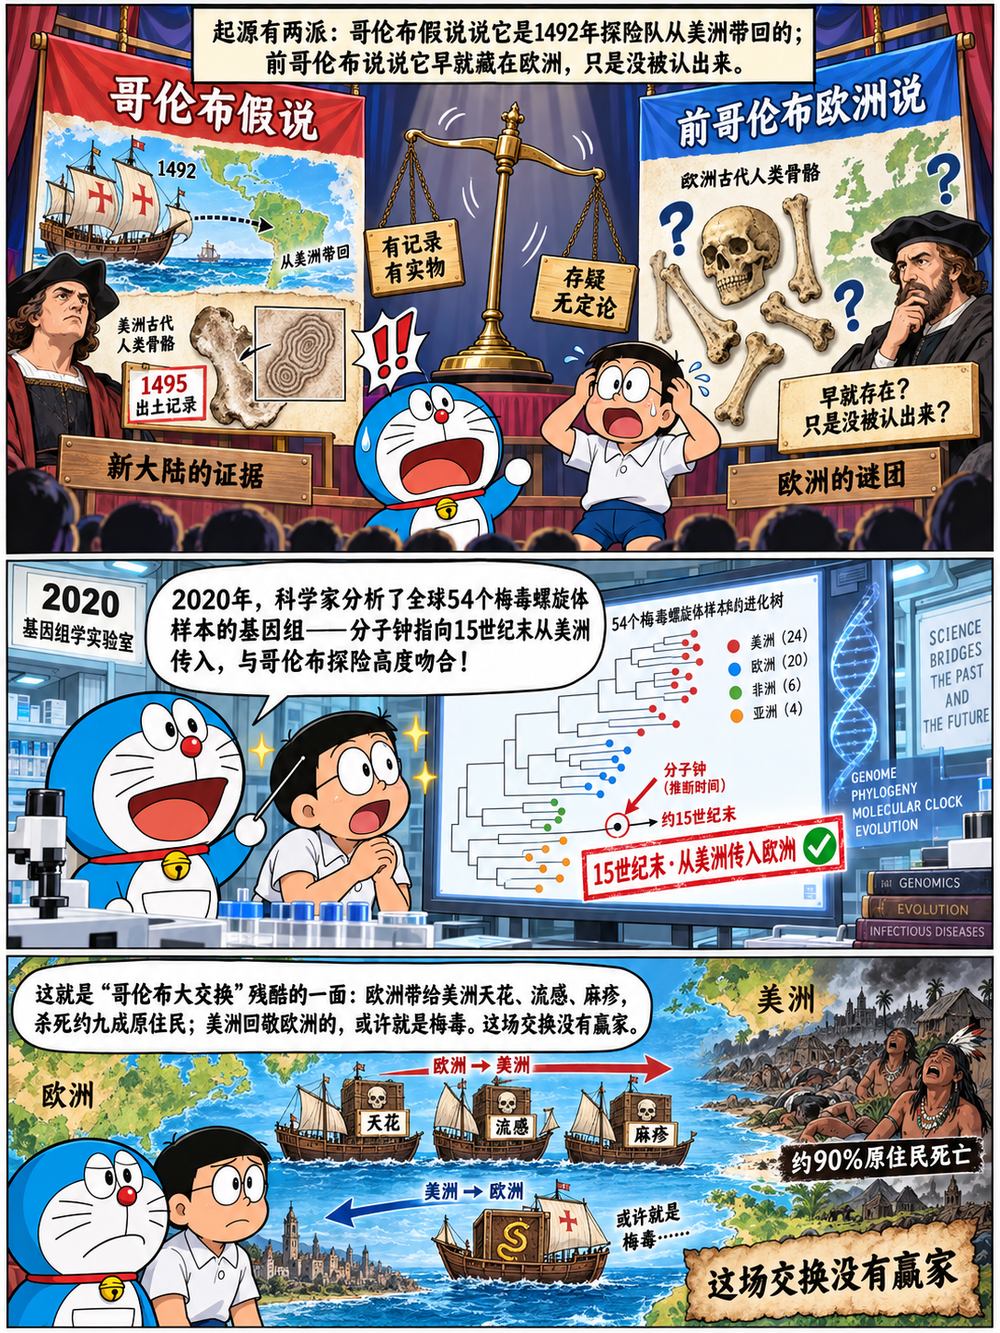 起源有两派：哥伦布假说说它是1492年探险队从美洲带回的；
前哥伦布说说它早就藏在欧洲，只是没被认出来。
哥伦布假说
1492
从美洲带回
美洲古代
人类骨骼
1495
出土记录
新大陆的证据
有记录
有实物
存疑
无定论
!!
前哥伦布欧洲说
欧洲古代人类骨骼
?
?
?
早就存在？
只是没被认出来？
欧洲的谜团
2020
基因组学实验室
2020年，科学家分析了全球54个梅毒螺旋体
样本的基因组——分子钟指向15世纪末从美洲
传入，与哥伦布探险高度吻合！
54个梅毒螺旋体样本的进化树
美洲（24）
欧洲（20）
非洲（6）
亚洲（4）
分子钟
（推断时间）
约15世纪末
15世纪末·从美洲传入欧洲
SCIENCE
BRIDGES
THE PAST
AND
THE FUTURE
GENOME
PHYLOGENY
MOLECULAR CLOCK
EVOLUTION
GENOMICS
EVOLUTION
INFECTIOUS DISEASES
这就是“哥伦布大交换”残酷的一面：欧洲带给美洲天花、流感、麻疹，
杀死约九成原住民；美洲回敬欧洲的，或许就是梅毒。这场交换没有赢家。
欧洲
美洲
欧洲→美洲
天花
流感
麻疹
约90%原住民死亡
美洲→欧洲
或许就是
梅毒……
这场交换没有赢家